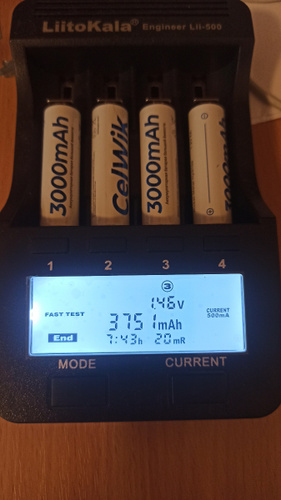 LiitoKala® Engineer Lii-500
3000mAh
CelWik
3000mAh
1 2 3 4
3
1.46v
FAST TEST
CURRENT
500mA
3751mAh
End
7:43h 20mR
MODE CURRENT